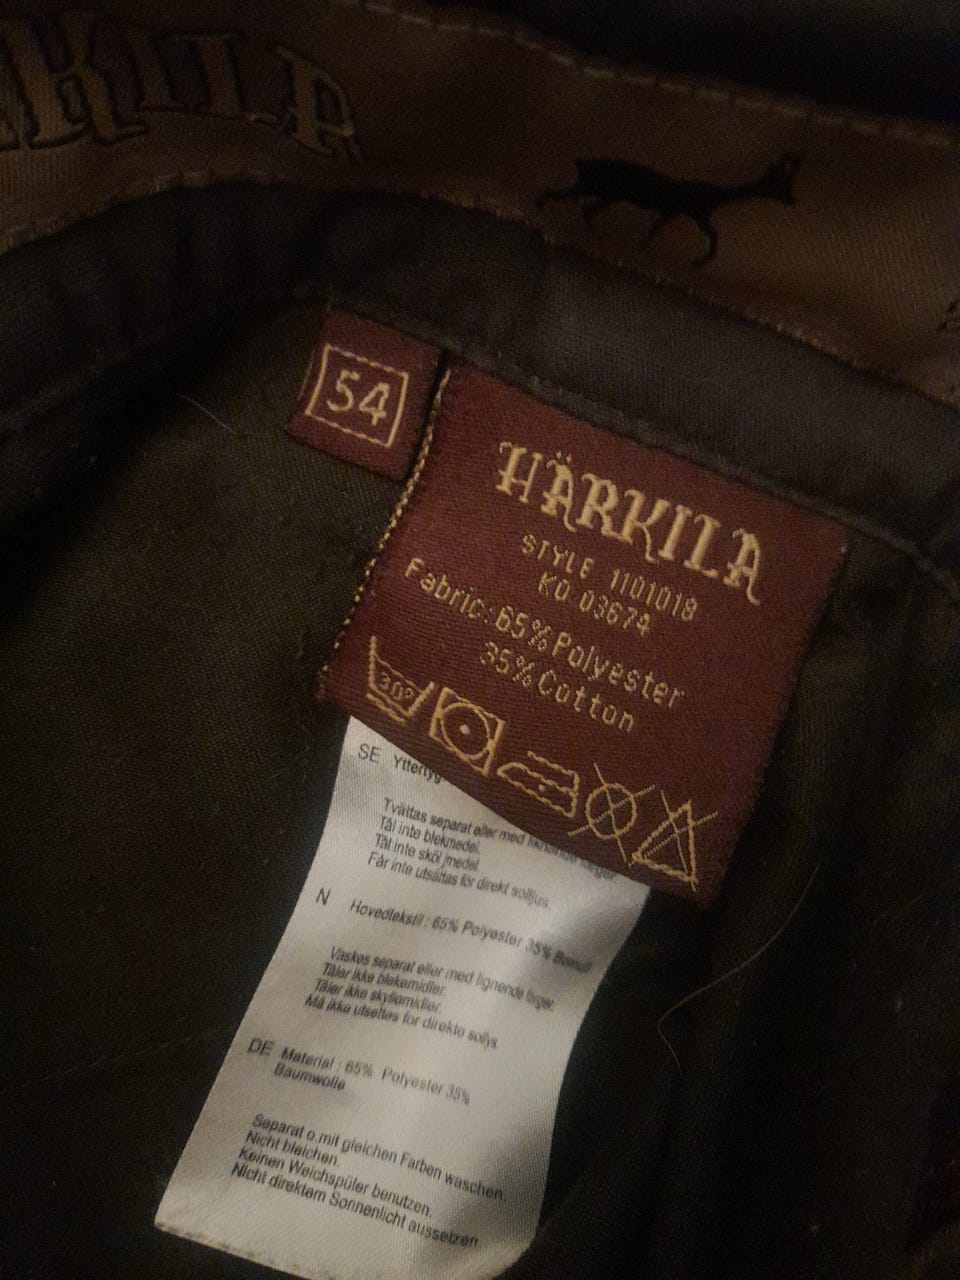 ÄRKILA
54
HÄRKILA
STYLE 1101018
KO 03674
Fabric: 65% Polyester
35% Cotton
30°
SE Yttertyg
Tvättas separat eller med liknande färger
Tål inte blekmedel.
Tål inte sköljmedel.
Får inte utsättas för direkt solljus.
N Hovedtekstil : 65% Polyester 35% Bomull
Vaskes separat eller med lignende farger.
Tåler ikke blekemidler.
Tåler ikke skyllemidler.
Må ikke utsettas for direkte sollys
DE Material : 65% Polyester 35%
Baumwolle
Separat o.mit gleichen Farben waschen.
Nicht bleichen.
Keinen Weichspüler benutzen.
Nicht direktem Sonnenlicht aussetzen